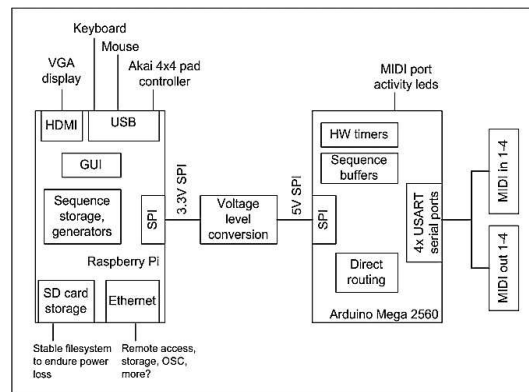 Keyboard
Mouse
VGA
display
Akai 4x4 pad
controller
MIDI port
activity leds
HDMI
USB
HW timers
GUI
Sequence
buffers
MIDI in 1-4
Sequence
storage,
generators
SPI
3.3V SPI
Voltage
level
conversion
5V SPI
SPI
4x USART
serial ports
Raspberry Pi
Direct
routing
MIDI out 1-4
SD card
storage
Ethernet
Arduino Mega 2560
Stable filesystem
to endure power
loss
Remote access,
storage, OSC,
more?